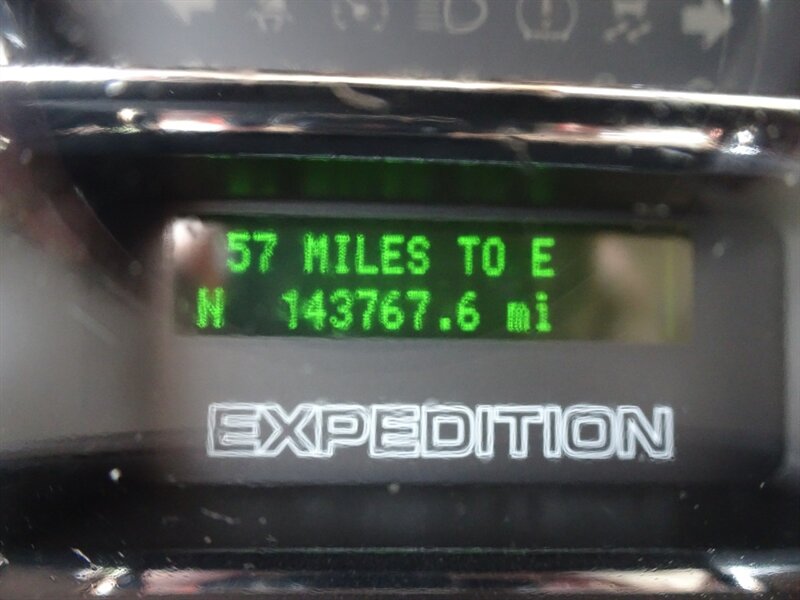 57 MILES TO E
N 143767.6 mi
EXPEDITION